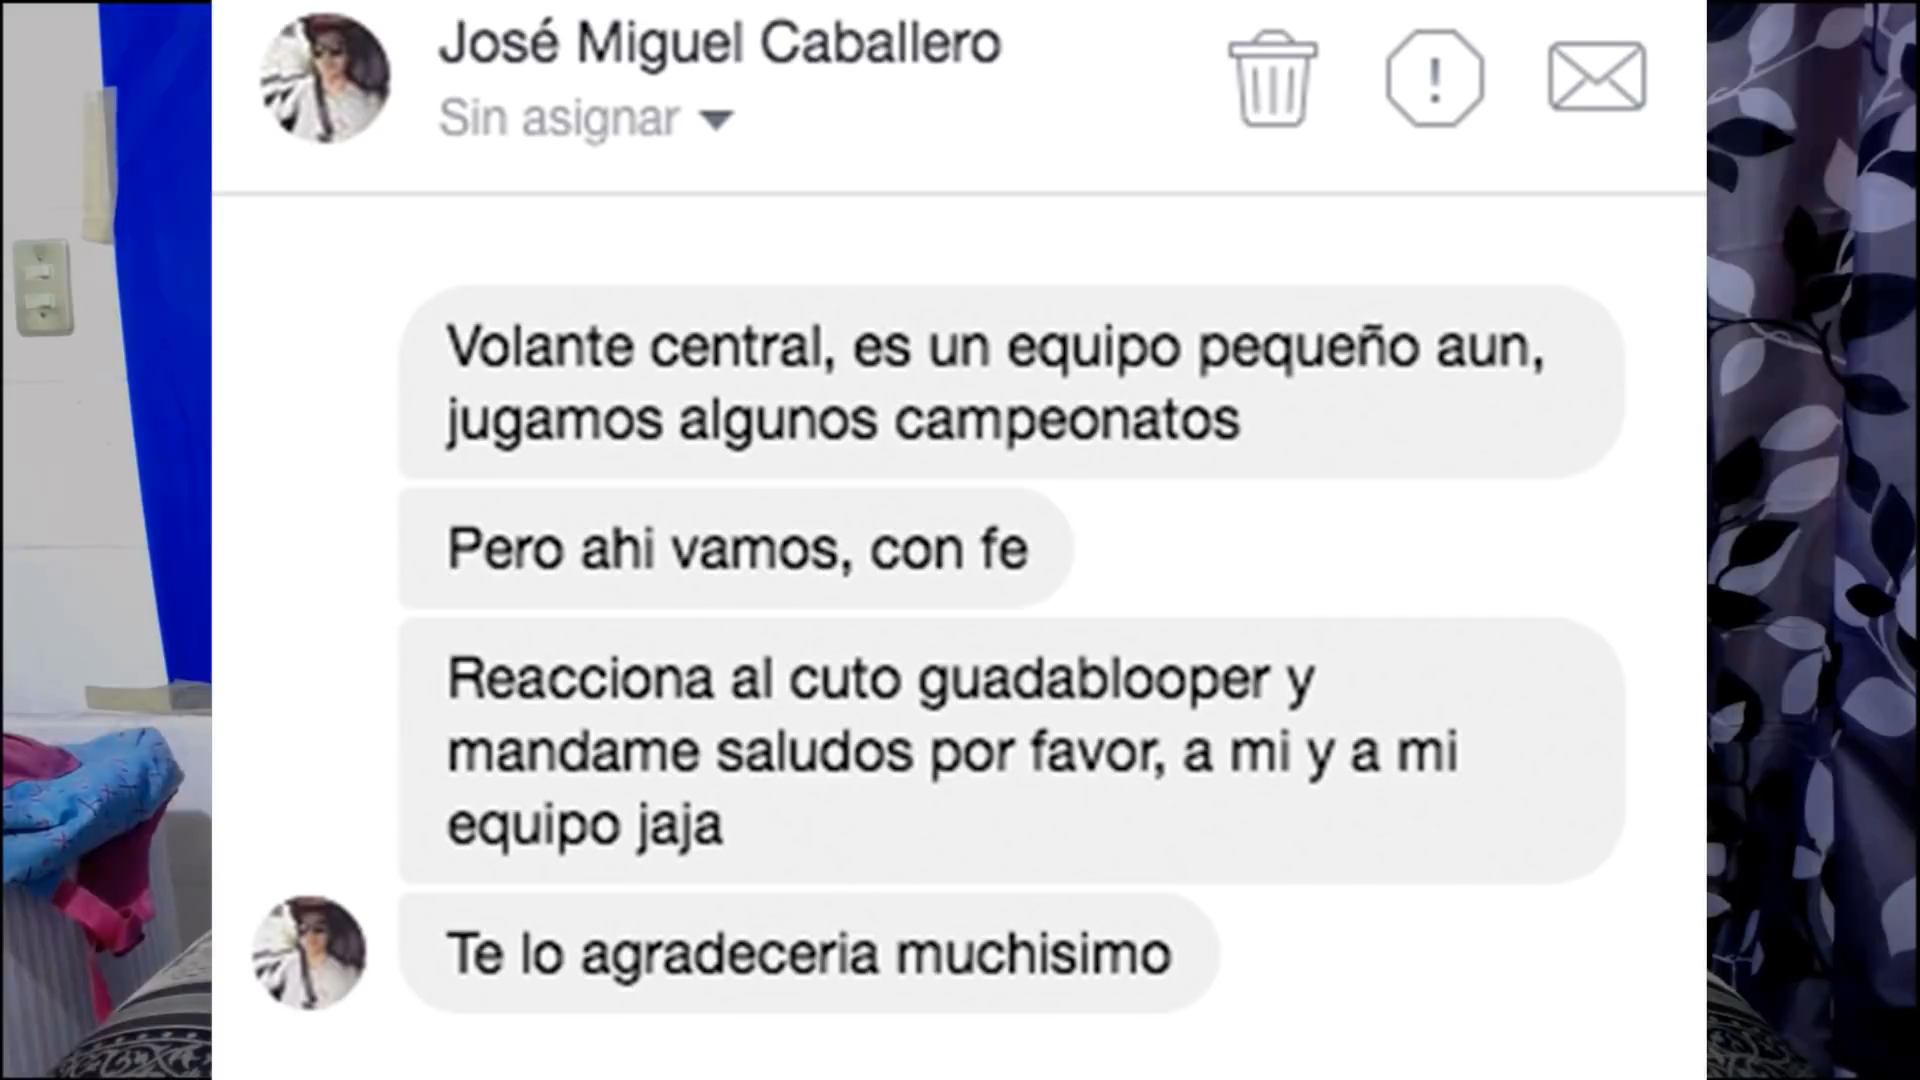 José Miguel Caballero
Sin asignar
Volante central, es un equipo pequeño aun,
jugamos algunos campeonatos
Pero ahi vamos, con fe
Reacciona al cuto guadablooper y
mandame saludos por favor, a mi y a mi
equipo jaja
Te lo agradeceria muchisimo